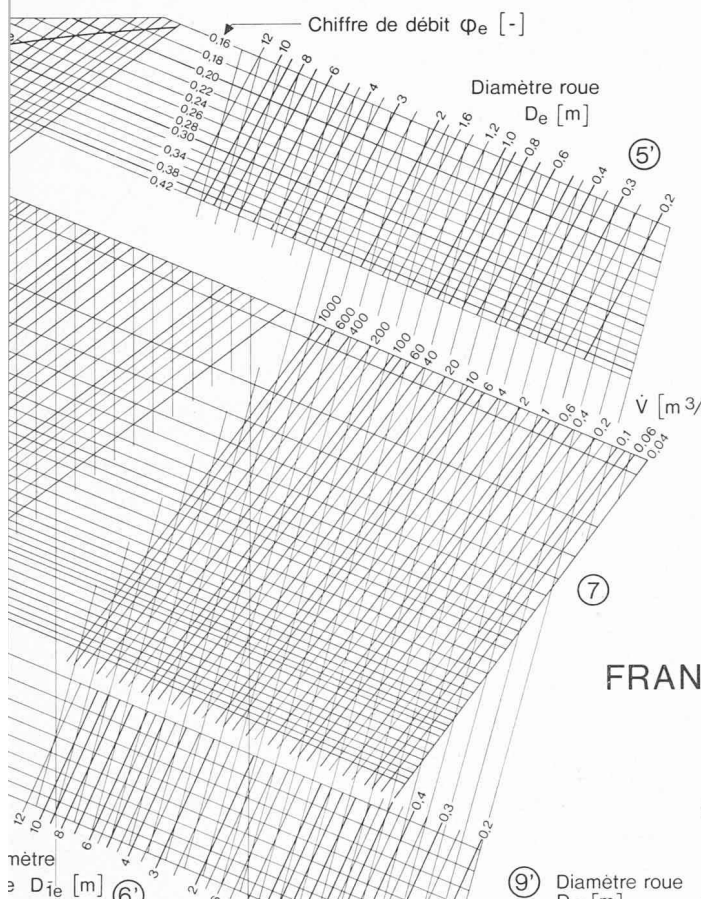 Chiffre de débit φe [-]
0,16
0,18
0,20
0,22
0,24
0,26
0,28
0,30
0,34
0,38
0,42
12 10 8 6 4 3 2 1.6 1.2 1.0 0.8 0.6 0.4 0.3 0.2
Diamètre roue
De [m]
5'
1000 600 400 200 100 60 40 20 10 6 4 2 1 0.6 0.4 0.2 0.1 0.06 0.04
V̇ [m3/
7
FRAN
0.4 0.3 0.2
12 10 8 6 4 3 2
mètre
e D1e [m] 6'
9' Diamètre roue